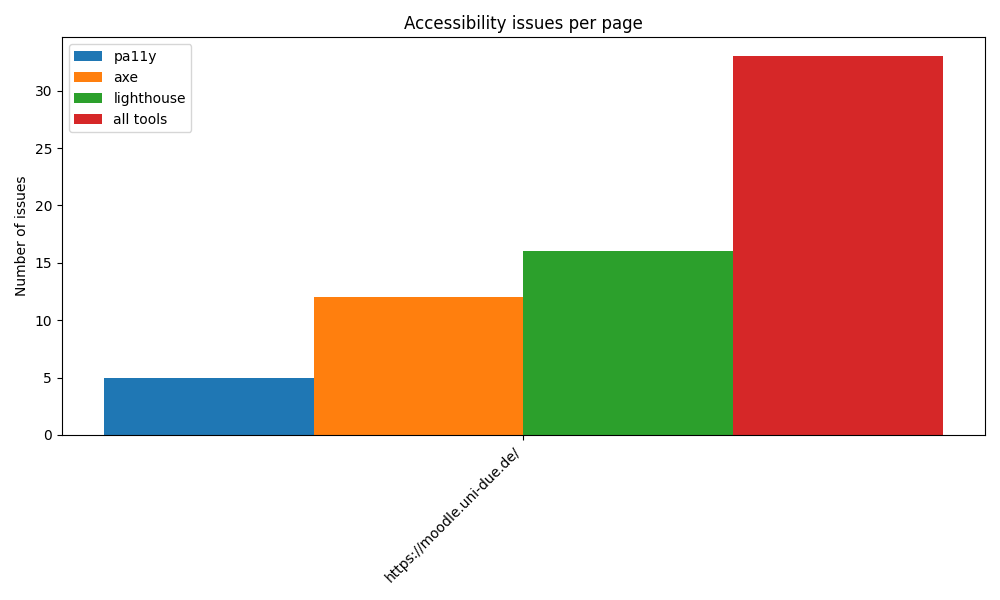 Accessibility issues per page
pa11y
axe
lighthouse
all tools
Number of issues
30
25
20
15
10
5
0
https://moodle.uni-due.de/